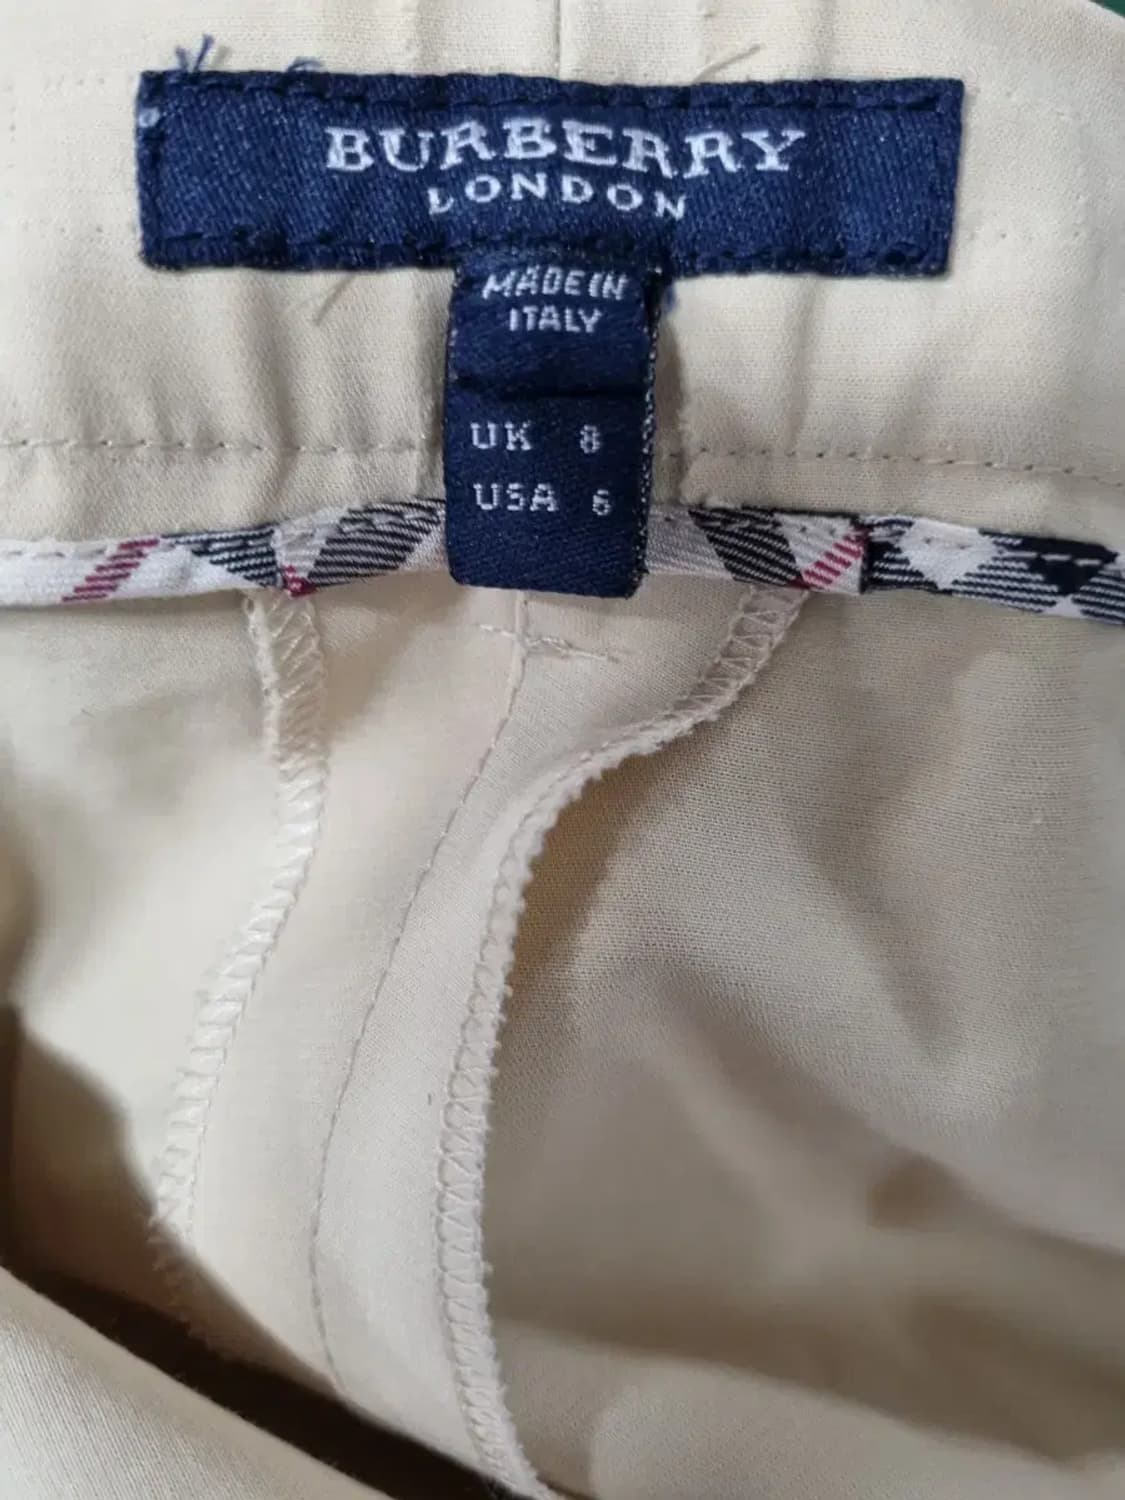 BURBERRY
LONDON
MADE IN
ITALY
UK 8
USA 6